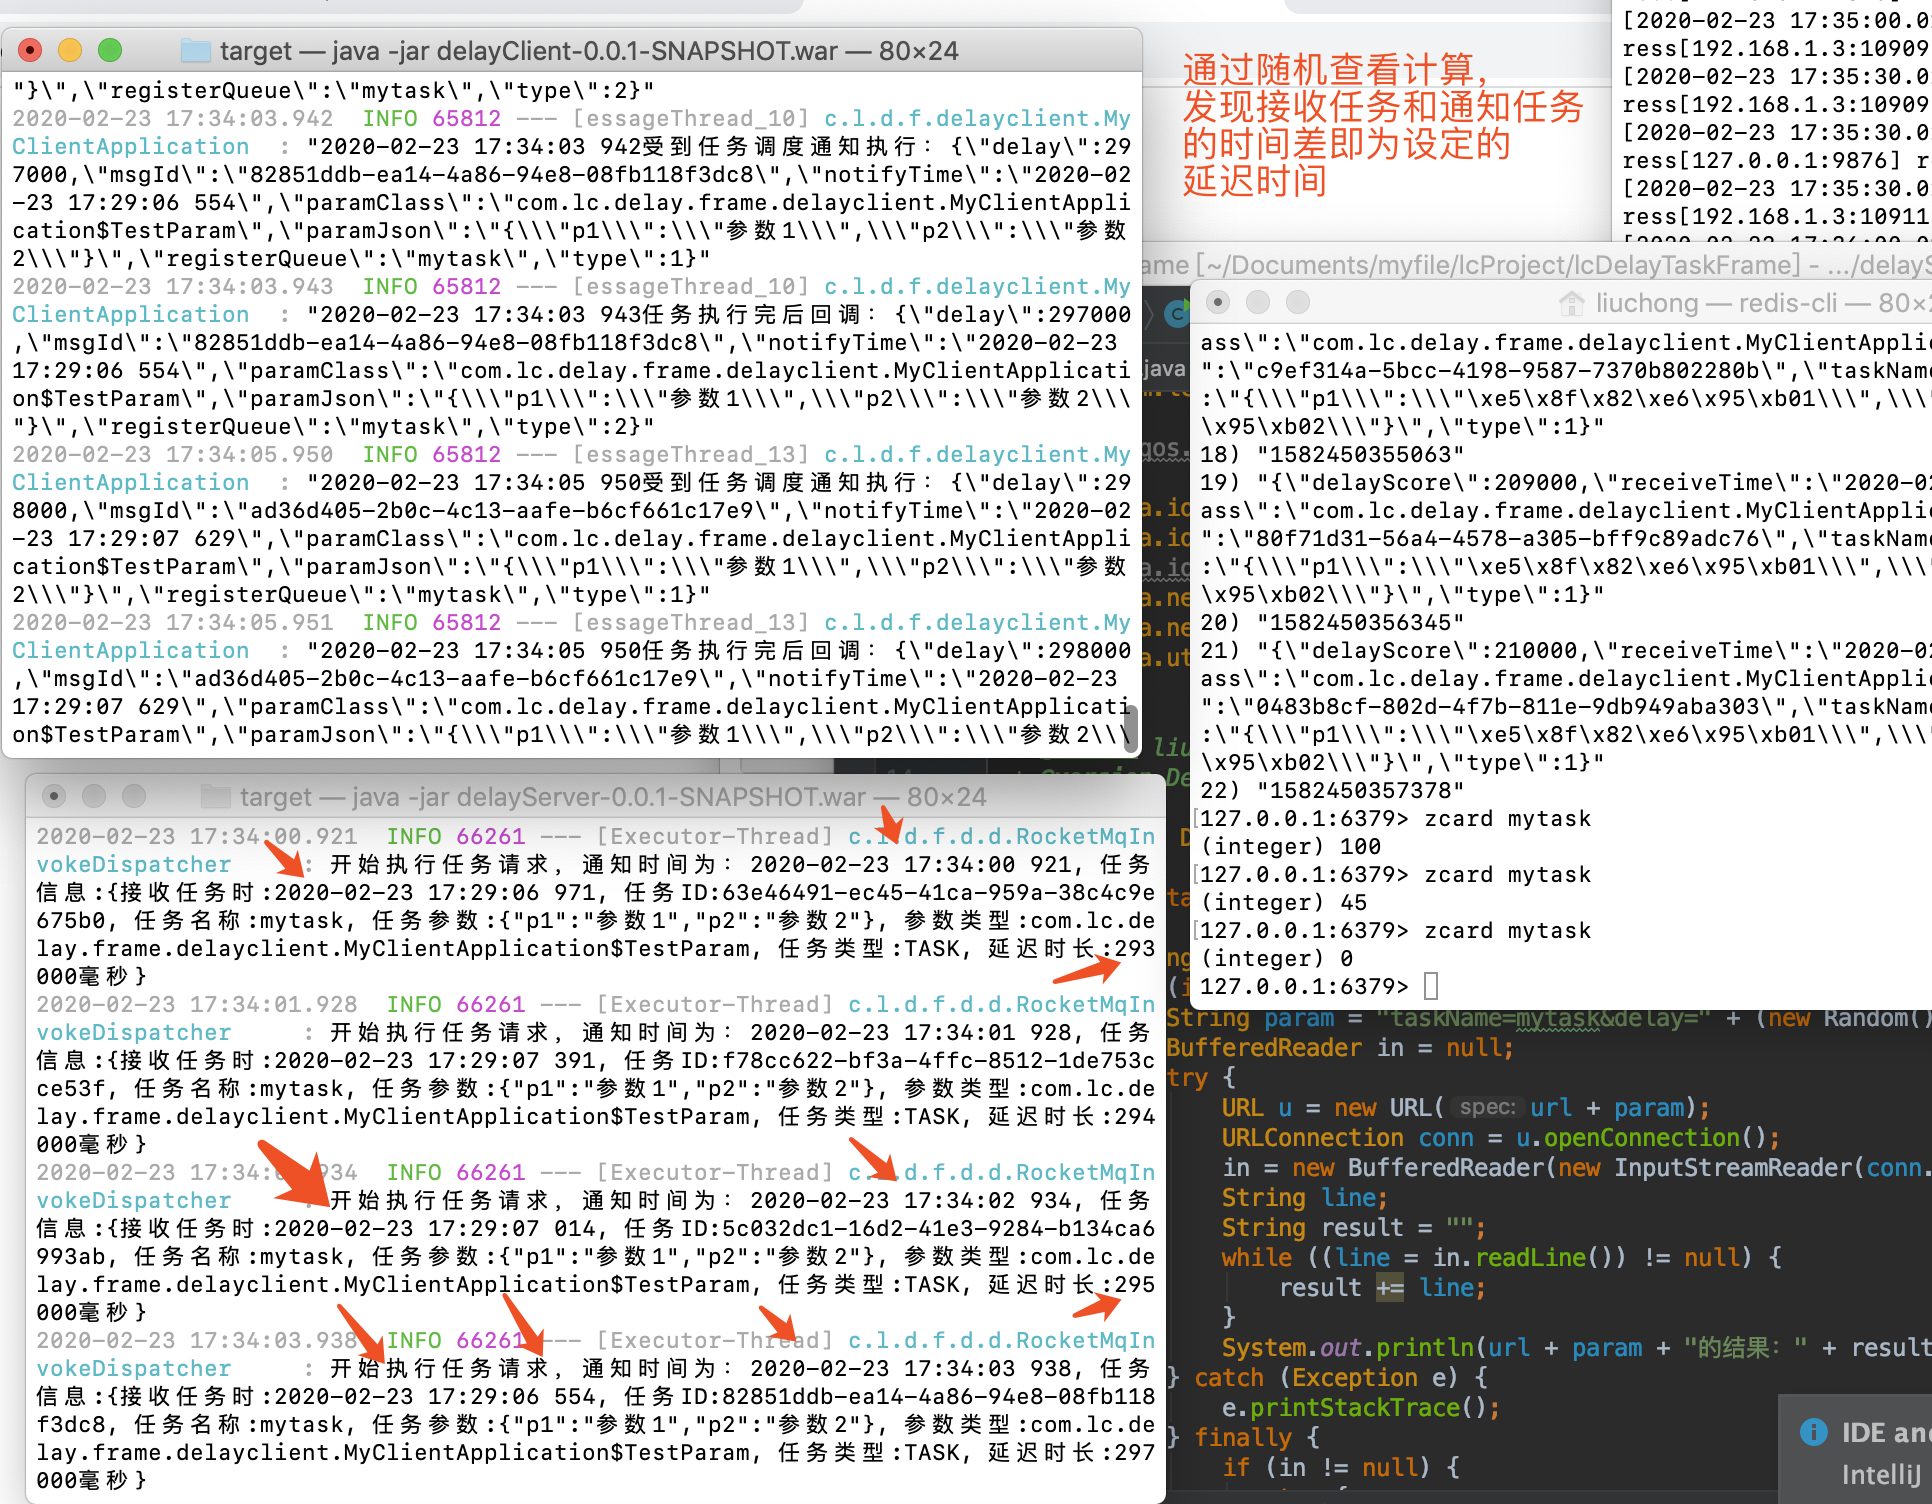 target — java -jar delayClient-0.0.1-SNAPSHOT.war — 80×24
"}\",\"registerQueue\":\"mytask\",\"type\":2}"
2020-02-23 17:34:03.942  INFO 65812 --- [essageThread_10] c.l.d.f.delayclient.My
ClientApplication  : "2020-02-23 17:34:03 942受到任务调度通知执行：{\"delay\":29
7000,\"msgId\":\"82851ddb-ea14-4a86-94e8-08fb118f3dc8\",\"notifyTime\":\"2020-02
-23 17:29:06 554\",\"paramClass\":\"com.lc.delay.frame.delayclient.MyClientAppli
cation$TestParam\",\"paramJson\":\"{\\\"p1\\\":\\\"参数1\\\",\\\"p2\\\":\\\"参数
2\\\"}\",\"registerQueue\":\"mytask\",\"type\":1}"
2020-02-23 17:34:03.943  INFO 65812 --- [essageThread_10] c.l.d.f.delayclient.My
ClientApplication  : "2020-02-23 17:34:03 943任务执行完后回调：{\"delay\":297000
,\"msgId\":\"82851ddb-ea14-4a86-94e8-08fb118f3dc8\",\"notifyTime\":\"2020-02-23
17:29:06 554\",\"paramClass\":\"com.lc.delay.frame.delayclient.MyClientApplicati
on$TestParam\",\"paramJson\":\"{\\\"p1\\\":\\\"参数1\\\",\\\"p2\\\":\\\"参数2\\\
"}\",\"registerQueue\":\"mytask\",\"type\":2}"
2020-02-23 17:34:05.950  INFO 65812 --- [essageThread_13] c.l.d.f.delayclient.My
ClientApplication  : "2020-02-23 17:34:05 950受到任务调度通知执行：{\"delay\":29
8000,\"msgId\":\"ad36d405-2b0c-4c13-aafe-b6cf661c17e9\",\"notifyTime\":\"2020-02
-23 17:29:07 629\",\"paramClass\":\"com.lc.delay.frame.delayclient.MyClientAppli
cation$TestParam\",\"paramJson\":\"{\\\"p1\\\":\\\"参数1\\\",\\\"p2\\\":\\\"参数
2\\\"}\",\"registerQueue\":\"mytask\",\"type\":1}"
2020-02-23 17:34:05.951  INFO 65812 --- [essageThread_13] c.l.d.f.delayclient.My
ClientApplication  : "2020-02-23 17:34:05 950任务执行完后回调：{\"delay\":298000
,\"msgId\":\"ad36d405-2b0c-4c13-aafe-b6cf661c17e9\",\"notifyTime\":\"2020-02-23
17:29:07 629\",\"paramClass\":\"com.lc.delay.frame.delayclient.MyClientApplicati
on$TestParam\",\"paramJson\":\"{\\\"p1\\\":\\\"参数1\\\",\\\"p2\\\":\\\"参数2\\\
通过随机查看计算，
发现接收任务和通知任务
的时间差即为设定的
延迟时间
[2020-02-23 17:35:00.0
ress[192.168.1.3:10909
[2020-02-23 17:35:30.0
ress[192.168.1.3:10909
[2020-02-23 17:35:30.0
ress[127.0.0.1:9876] r
[2020-02-23 17:35:30.0
ress[192.168.1.3:10911
ame [~/Documents/myfile/lcProject/lcDelayTaskFrame] - .../delayS
liuchong — redis-cli — 80×2
ass\":\"com.lc.delay.frame.delayclient.MyClientApplic
":\"c9ef314a-5bcc-4198-9587-7370b802280b\",\"taskName
:\"{\\\"p1\\\":\\\"\xe5\x8f\x82\xe6\x95\xb01\\\",\\\"
\x95\xb02\\\"}\",\"type\":1}"
18) "1582450355063"
19) "{\"delayScore\":209000,\"receiveTime\":\"2020-02
ass\":\"com.lc.delay.frame.delayclient.MyClientApplic
":\"80f71d31-56a4-4578-a305-bff9c89adc76\",\"taskName
:\"{\\\"p1\\\":\\\"\xe5\x8f\x82\xe6\x95\xb01\\\",\\\"
\x95\xb02\\\"}\",\"type\":1}"
20) "1582450356345"
21) "{\"delayScore\":210000,\"receiveTime\":\"2020-02
ass\":\"com.lc.delay.frame.delayclient.MyClientApplic
":\"0483b8cf-802d-4f7b-811e-9db949aba303\",\"taskName
:\"{\\\"p1\\\":\\\"\xe5\x8f\x82\xe6\x95\xb01\\\",\\\"
\x95\xb02\\\"}\",\"type\":1}"
22) "1582450357378"
127.0.0.1:6379> zcard mytask
(integer) 100
127.0.0.1:6379> zcard mytask
(integer) 45
127.0.0.1:6379> zcard mytask
(integer) 0
127.0.0.1:6379>
target — java -jar delayServer-0.0.1-SNAPSHOT.war — 80×24
2020-02-23 17:34:00.921  INFO 66261 --- [Executor-Thread] c.l.d.f.d.d.RocketMqIn
vokeDispatcher     : 开始执行任务请求，通知时间为：2020-02-23 17:34:00 921，任务
信息:{接收任务时:2020-02-23 17:29:06 971，任务ID:63e46491-ec45-41ca-959a-38c4c9e
675b0，任务名称:mytask，任务参数:{"p1":"参数1","p2":"参数2"}，参数类型:com.lc.de
lay.frame.delayclient.MyClientApplication$TestParam，任务类型:TASK，延迟时长:293
000毫秒}
2020-02-23 17:34:01.928  INFO 66261 --- [Executor-Thread] c.l.d.f.d.d.RocketMqIn
vokeDispatcher     : 开始执行任务请求，通知时间为：2020-02-23 17:34:01 928，任务
信息:{接收任务时:2020-02-23 17:29:07 391，任务ID:f78cc622-bf3a-4ffc-8512-1de753c
ce53f，任务名称:mytask，任务参数:{"p1":"参数1","p2":"参数2"}，参数类型:com.lc.de
lay.frame.delayclient.MyClientApplication$TestParam，任务类型:TASK，延迟时长:294
000毫秒}
2020-02-23 17:34:0 934  INFO 66261 --- [Executor-Thread] c.l.d.f.d.d.RocketMqIn
vokeDispatcher     : 开始执行任务请求，通知时间为：2020-02-23 17:34:02 934，任务
信息:{接收任务时:2020-02-23 17:29:07 014，任务ID:5c032dc1-16d2-41e3-9284-b134ca6
993ab，任务名称:mytask，任务参数:{"p1":"参数1","p2":"参数2"}，参数类型:com.lc.de
lay.frame.delayclient.MyClientApplication$TestParam，任务类型:TASK，延迟时长:295
000毫秒}
2020-02-23 17:34:03.938  INFO 66261 --- [Executor-Thread] c.l.d.f.d.d.RocketMqIn
vokeDispatcher     : 开始执行任务请求，通知时间为：2020-02-23 17:34:03 938，任务
信息:{接收任务时:2020-02-23 17:29:06 554，任务ID:82851ddb-ea14-4a86-94e8-08fb118
f3dc8，任务名称:mytask，任务参数:{"p1":"参数1","p2":"参数2"}，参数类型:com.lc.de
lay.frame.delayclient.MyClientApplication$TestParam，任务类型:TASK，延迟时长:297
000毫秒}
String param = "taskName=mytask&delay=" + (new Random()
BufferedReader in = null;
try {
URL u = new URL( spec: url + param);
URLConnection conn = u.openConnection();
in = new BufferedReader(new InputStreamReader(conn.
String line;
String result = "";
while ((line = in.readLine()) != null) {
result += line;
}
System.out.println(url + param + "的结果：" + result
} catch (Exception e) {
e.printStackTrace();
} finally {
if (in != null) {
IDE and
IntelliJ